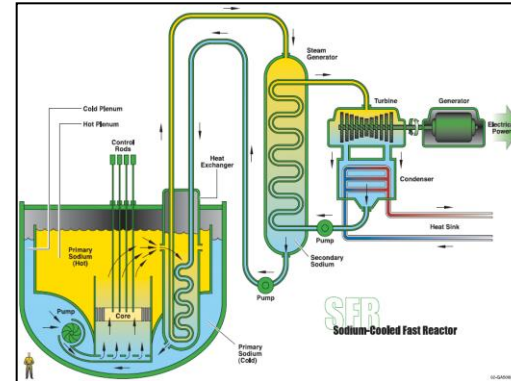 Steam
Generator
Turbine
Generator
Electrical
Power
Cold Plenum
Hot Plenum
Control
Rods
Heat
Exchanger
Condenser
Primary
Sodium
(Hot)
Pump
Heat Sink
Core
Pump
Secondary
Sodium
Pump
Primary
Sodium
(Cold)
SFR
Sodium-Cooled Fast Reactor